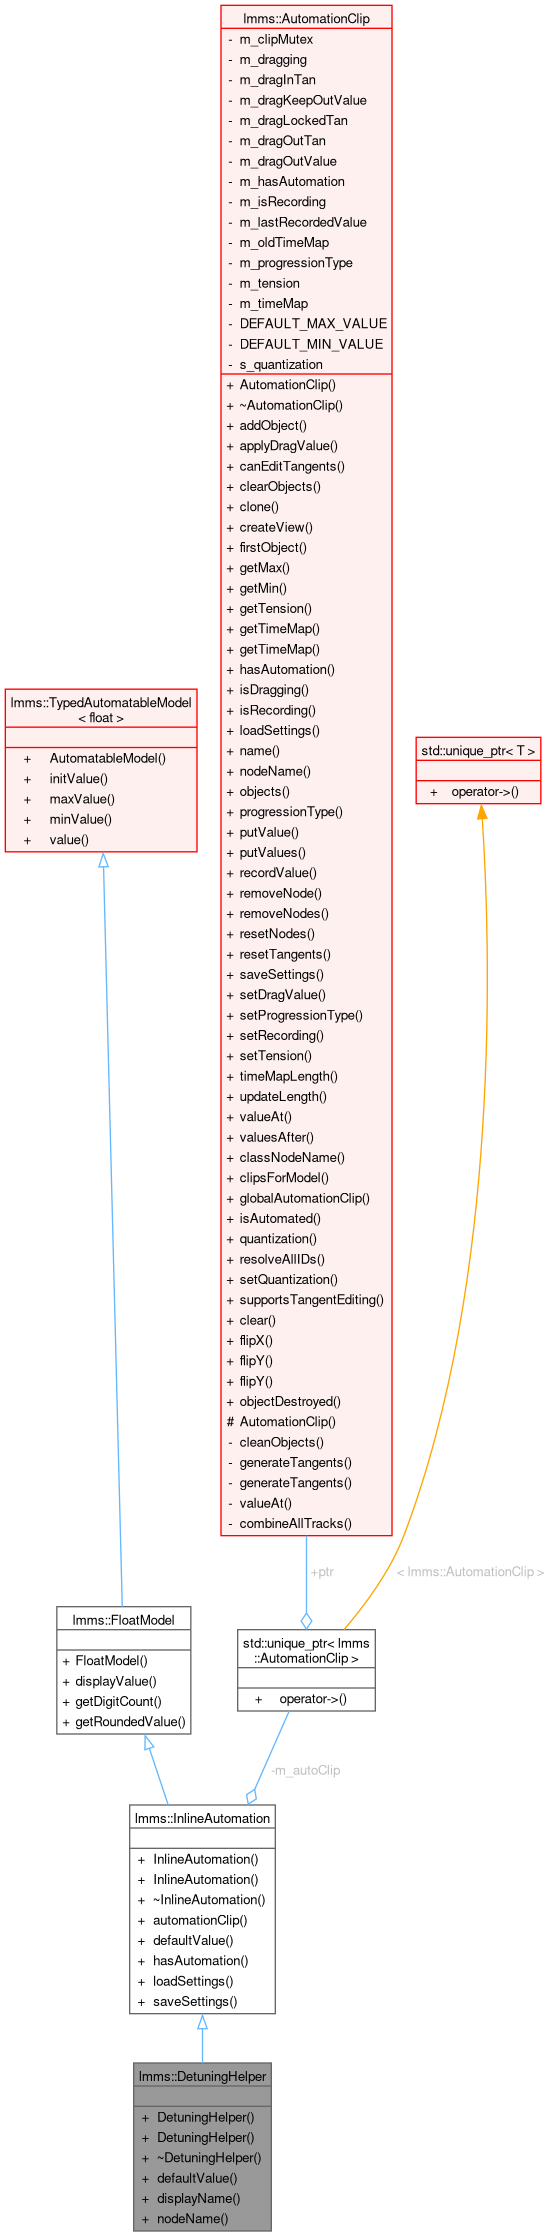 lmms::AutomationClip
- m_clipMutex
- m_dragging
- m_dragInTan
- m_dragKeepOutValue
- m_dragLockedTan
- m_dragOutTan
- m_dragOutValue
- m_hasAutomation
- m_isRecording
- m_lastRecordedValue
- m_oldTimeMap
- m_progressionType
- m_tension
- m_timeMap
- DEFAULT_MAX_VALUE
- DEFAULT_MIN_VALUE
- s_quantization
+ AutomationClip()
+ ~AutomationClip()
+ addObject()
+ applyDragValue()
+ canEditTangents()
+ clearObjects()
+ clone()
+ createView()
+ firstObject()
+ getMax()
+ getMin()
+ getTension()
+ getTimeMap()
+ getTimeMap()
+ hasAutomation()
+ isDragging()
+ isRecording()
+ loadSettings()
+ name()
+ nodeName()
+ objects()
+ progressionType()
+ putValue()
+ putValues()
+ recordValue()
+ removeNode()
+ removeNodes()
+ resetNodes()
+ resetTangents()
+ saveSettings()
+ setDragValue()
+ setProgressionType()
+ setRecording()
+ setTension()
+ timeMapLength()
+ updateLength()
+ valueAt()
+ valuesAfter()
+ classNodeName()
+ clipsForModel()
+ globalAutomationClip()
+ isAutomated()
+ quantization()
+ resolveAllIDs()
+ setQuantization()
+ supportsTangentEditing()
+ clear()
+ flipX()
+ flipY()
+ flipY()
+ objectDestroyed()
# AutomationClip()
- cleanObjects()
- generateTangents()
- generateTangents()
- valueAt()
- combineAllTracks()
lmms::TypedAutomatableModel
< float >
+ AutomatableModel()
+ initValue()
+ maxValue()
+ minValue()
+ value()
std::unique_ptr< T >
+ operator->()
+ptr
< lmms::AutomationClip >
lmms::FloatModel
+ FloatModel()
+ displayValue()
+ getDigitCount()
+ getRoundedValue()
std::unique_ptr< lmms
::AutomationClip >
+ operator->()
-m_autoClip
lmms::InlineAutomation
+ InlineAutomation()
+ InlineAutomation()
+ ~InlineAutomation()
+ automationClip()
+ defaultValue()
+ hasAutomation()
+ loadSettings()
+ saveSettings()
lmms::DetuningHelper
+ DetuningHelper()
+ DetuningHelper()
+ ~DetuningHelper()
+ defaultValue()
+ displayName()
+ nodeName()